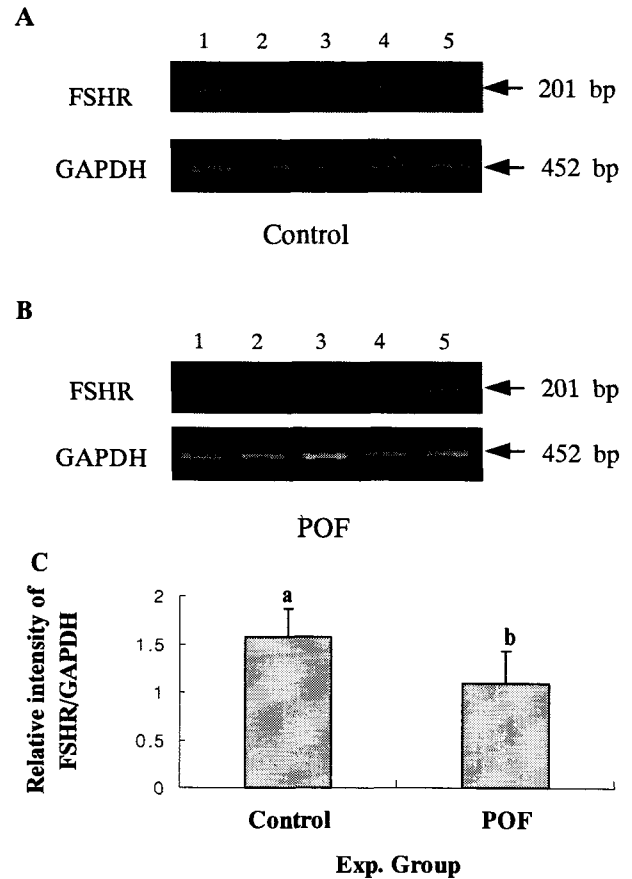 A
1 2 3 4 5
FSHR 201 bp
GAPDH 452 bp
Control
B
1 2 3 4 5
FSHR 201 bp
GAPDH 452 bp
POF
C
Relative intensity of
FSHR/GAPDH
2
1.5
1
0.5
0
a
b
Control POF
Exp. Group